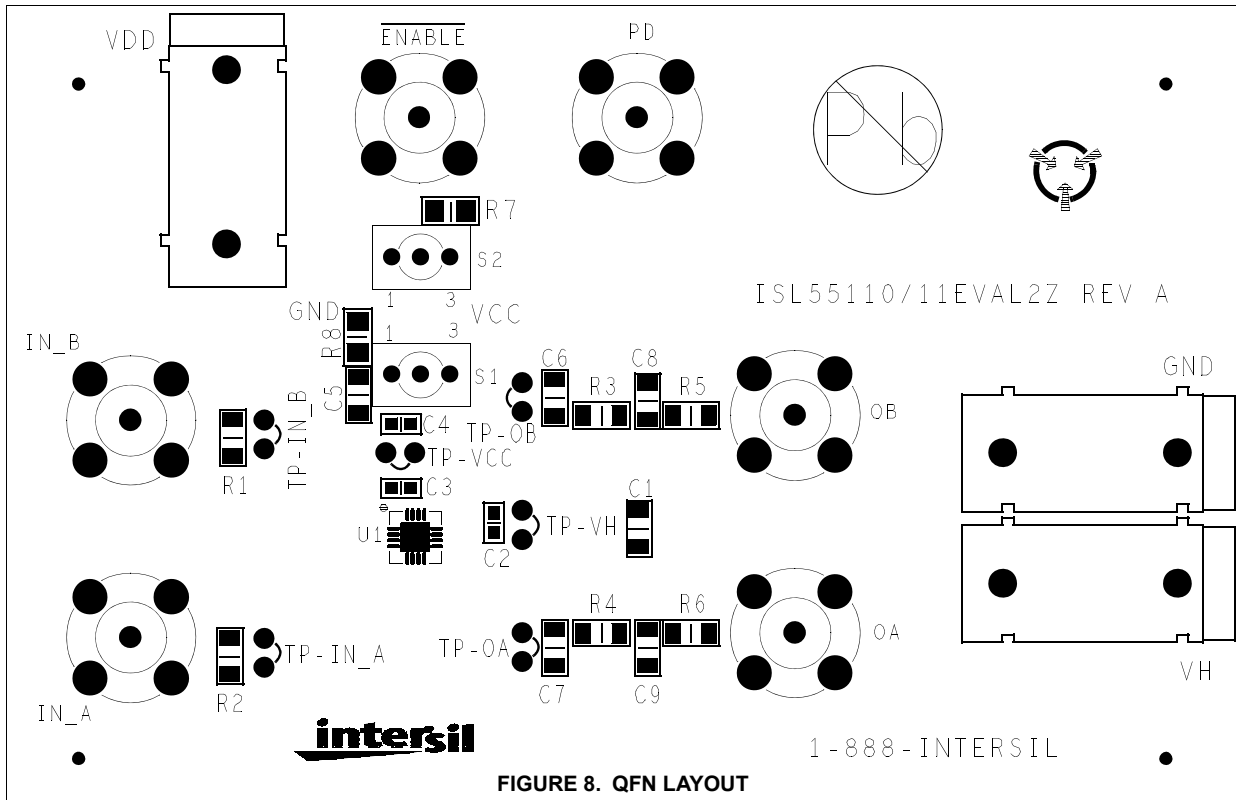 VDD
ENABLE
PD
Pb
R7
S2
1 3
VCC
ISL55110/11EVAL2Z REV A
GND
R8
1 3
S1
C5
IN_B
R1
TP-IN_B
C4
TP-VCC
C3
U1
C6
TP-OB
R3
C8
R5
OB
GND
C2
TP-VH
C1
IN_A
R2
TP-IN_A
TP-OA
C7
R4
C9
R6
OA
VH
intersil
1-888-INTERSIL
FIGURE 8. QFN LAYOUT